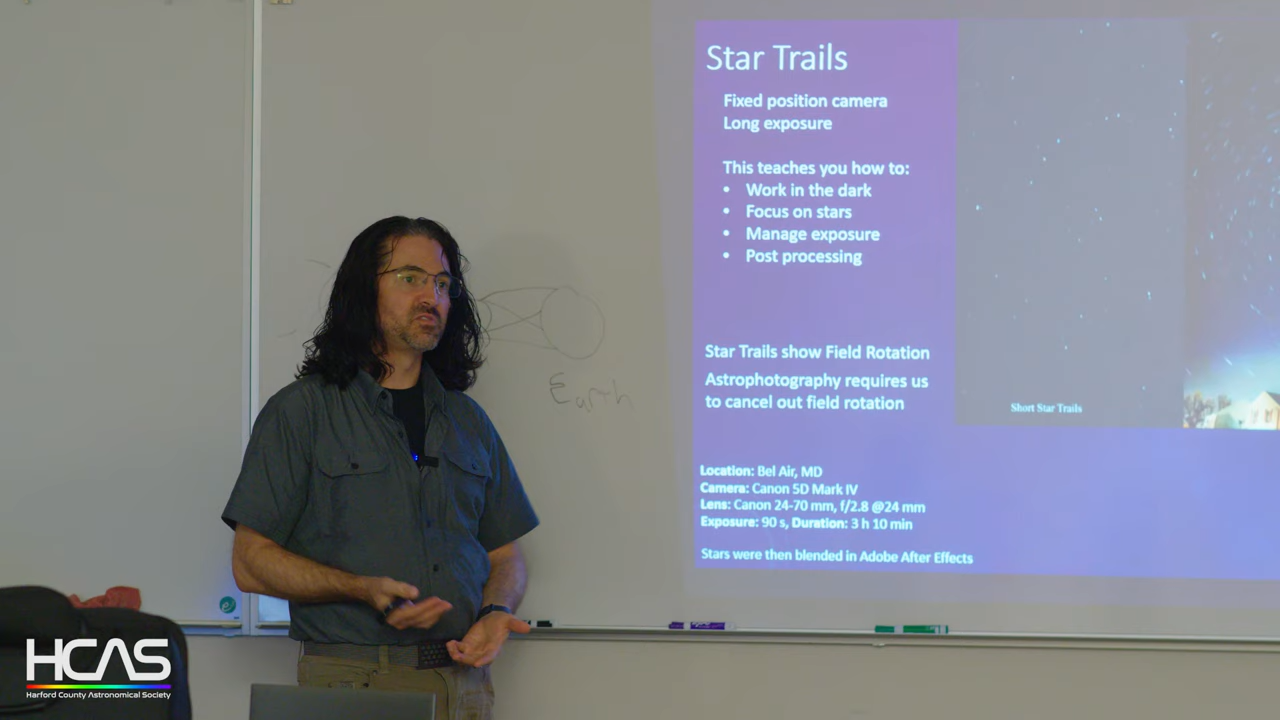 Star Trails
Fixed position camera
Long exposure
This teaches you how to:
• Work in the dark
• Focus on stars
• Manage exposure
• Post processing
Star Trails show Field Rotation
Astrophotography requires us
to cancel out field rotation
Location: Bel Air, MD
Camera: Canon 5D Mark IV
Lens: Canon 24-70 mm, f/2.8 @24 mm
Exposure: 90 s, Duration: 3 h 10 min
Stars were then blended in Adobe After Effects
Short Star Trails
Earth
HCAS
Harford County Astronomical Society